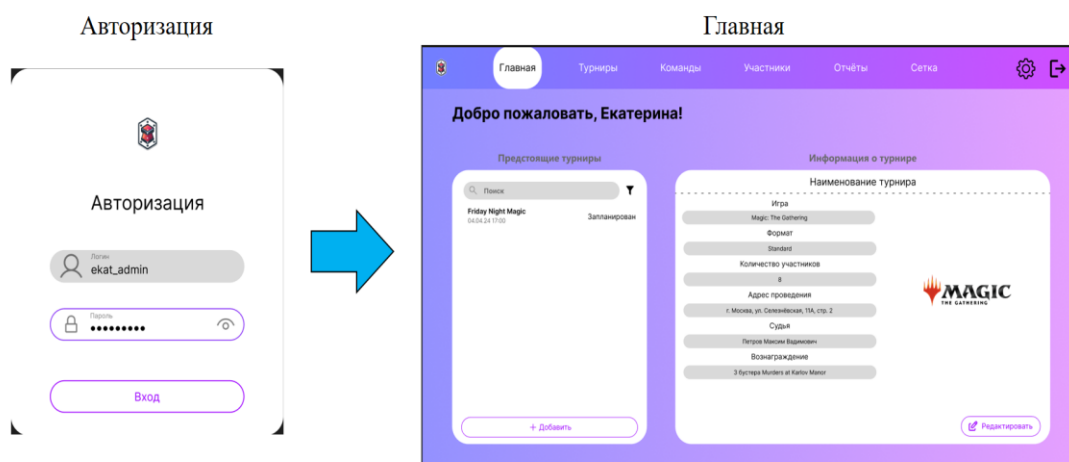 Авторизация
Главная
Авторизация
Логин
ekat_admin
Пароль
Вход
Главная Турниры Команды Участники Отчёты Сетка
Добро пожаловать, Екатерина!
Предстоящие турниры
Поиск
Friday Night Magic
04.04.24 17:00
Запланирован
+ Добавить
Информация о турнире
Наименование турнира
Игра
Magic: The Gathering
Формат
Standard
Количество участников
8
Адрес проведения
г. Москва, ул. Селезнёвская, 11А, стр. 2
Судья
Петров Максим Вадимович
Вознаграждение
3 бустера Murders at Karlov Manor
MAGIC
THE GATHERING
Редактировать